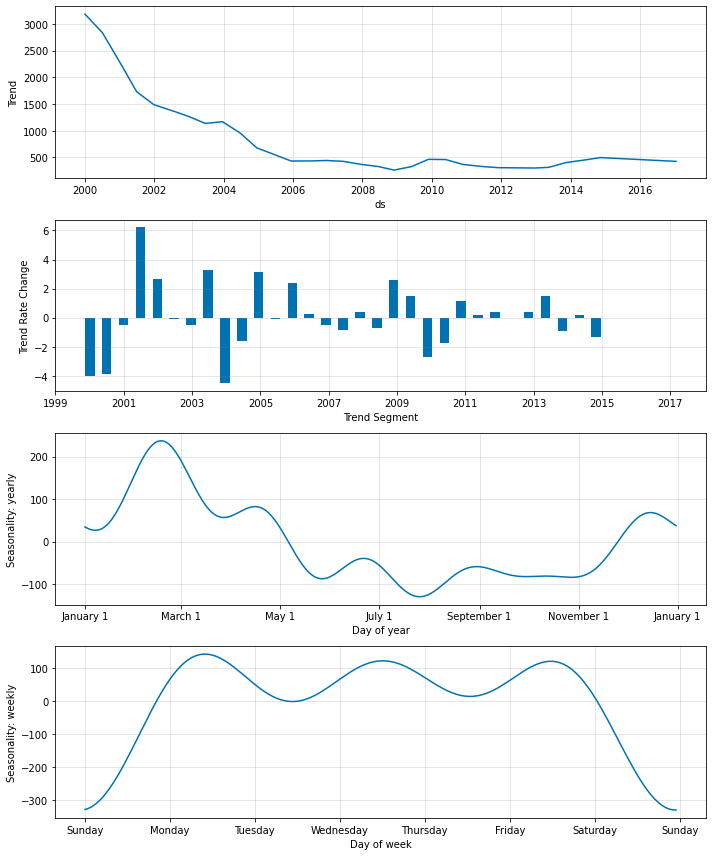 Trend
3000
2500
2000
1500
1000
500
2000 2002 2004 2006 2008 2010 2012 2014 2016
ds
Trend Rate Change
6
4
2
0
−2
−4
1999 2001 2003 2005 2007 2009 2011 2013 2015 2017
Trend Segment
Seasonality: yearly
200
100
0
−100
January 1 March 1 May 1 July 1 September 1 November 1 January 1
Day of year
Seasonality: weekly
100
0
−100
−200
−300
Sunday Monday Tuesday Wednesday Thursday Friday Saturday Sunday
Day of week